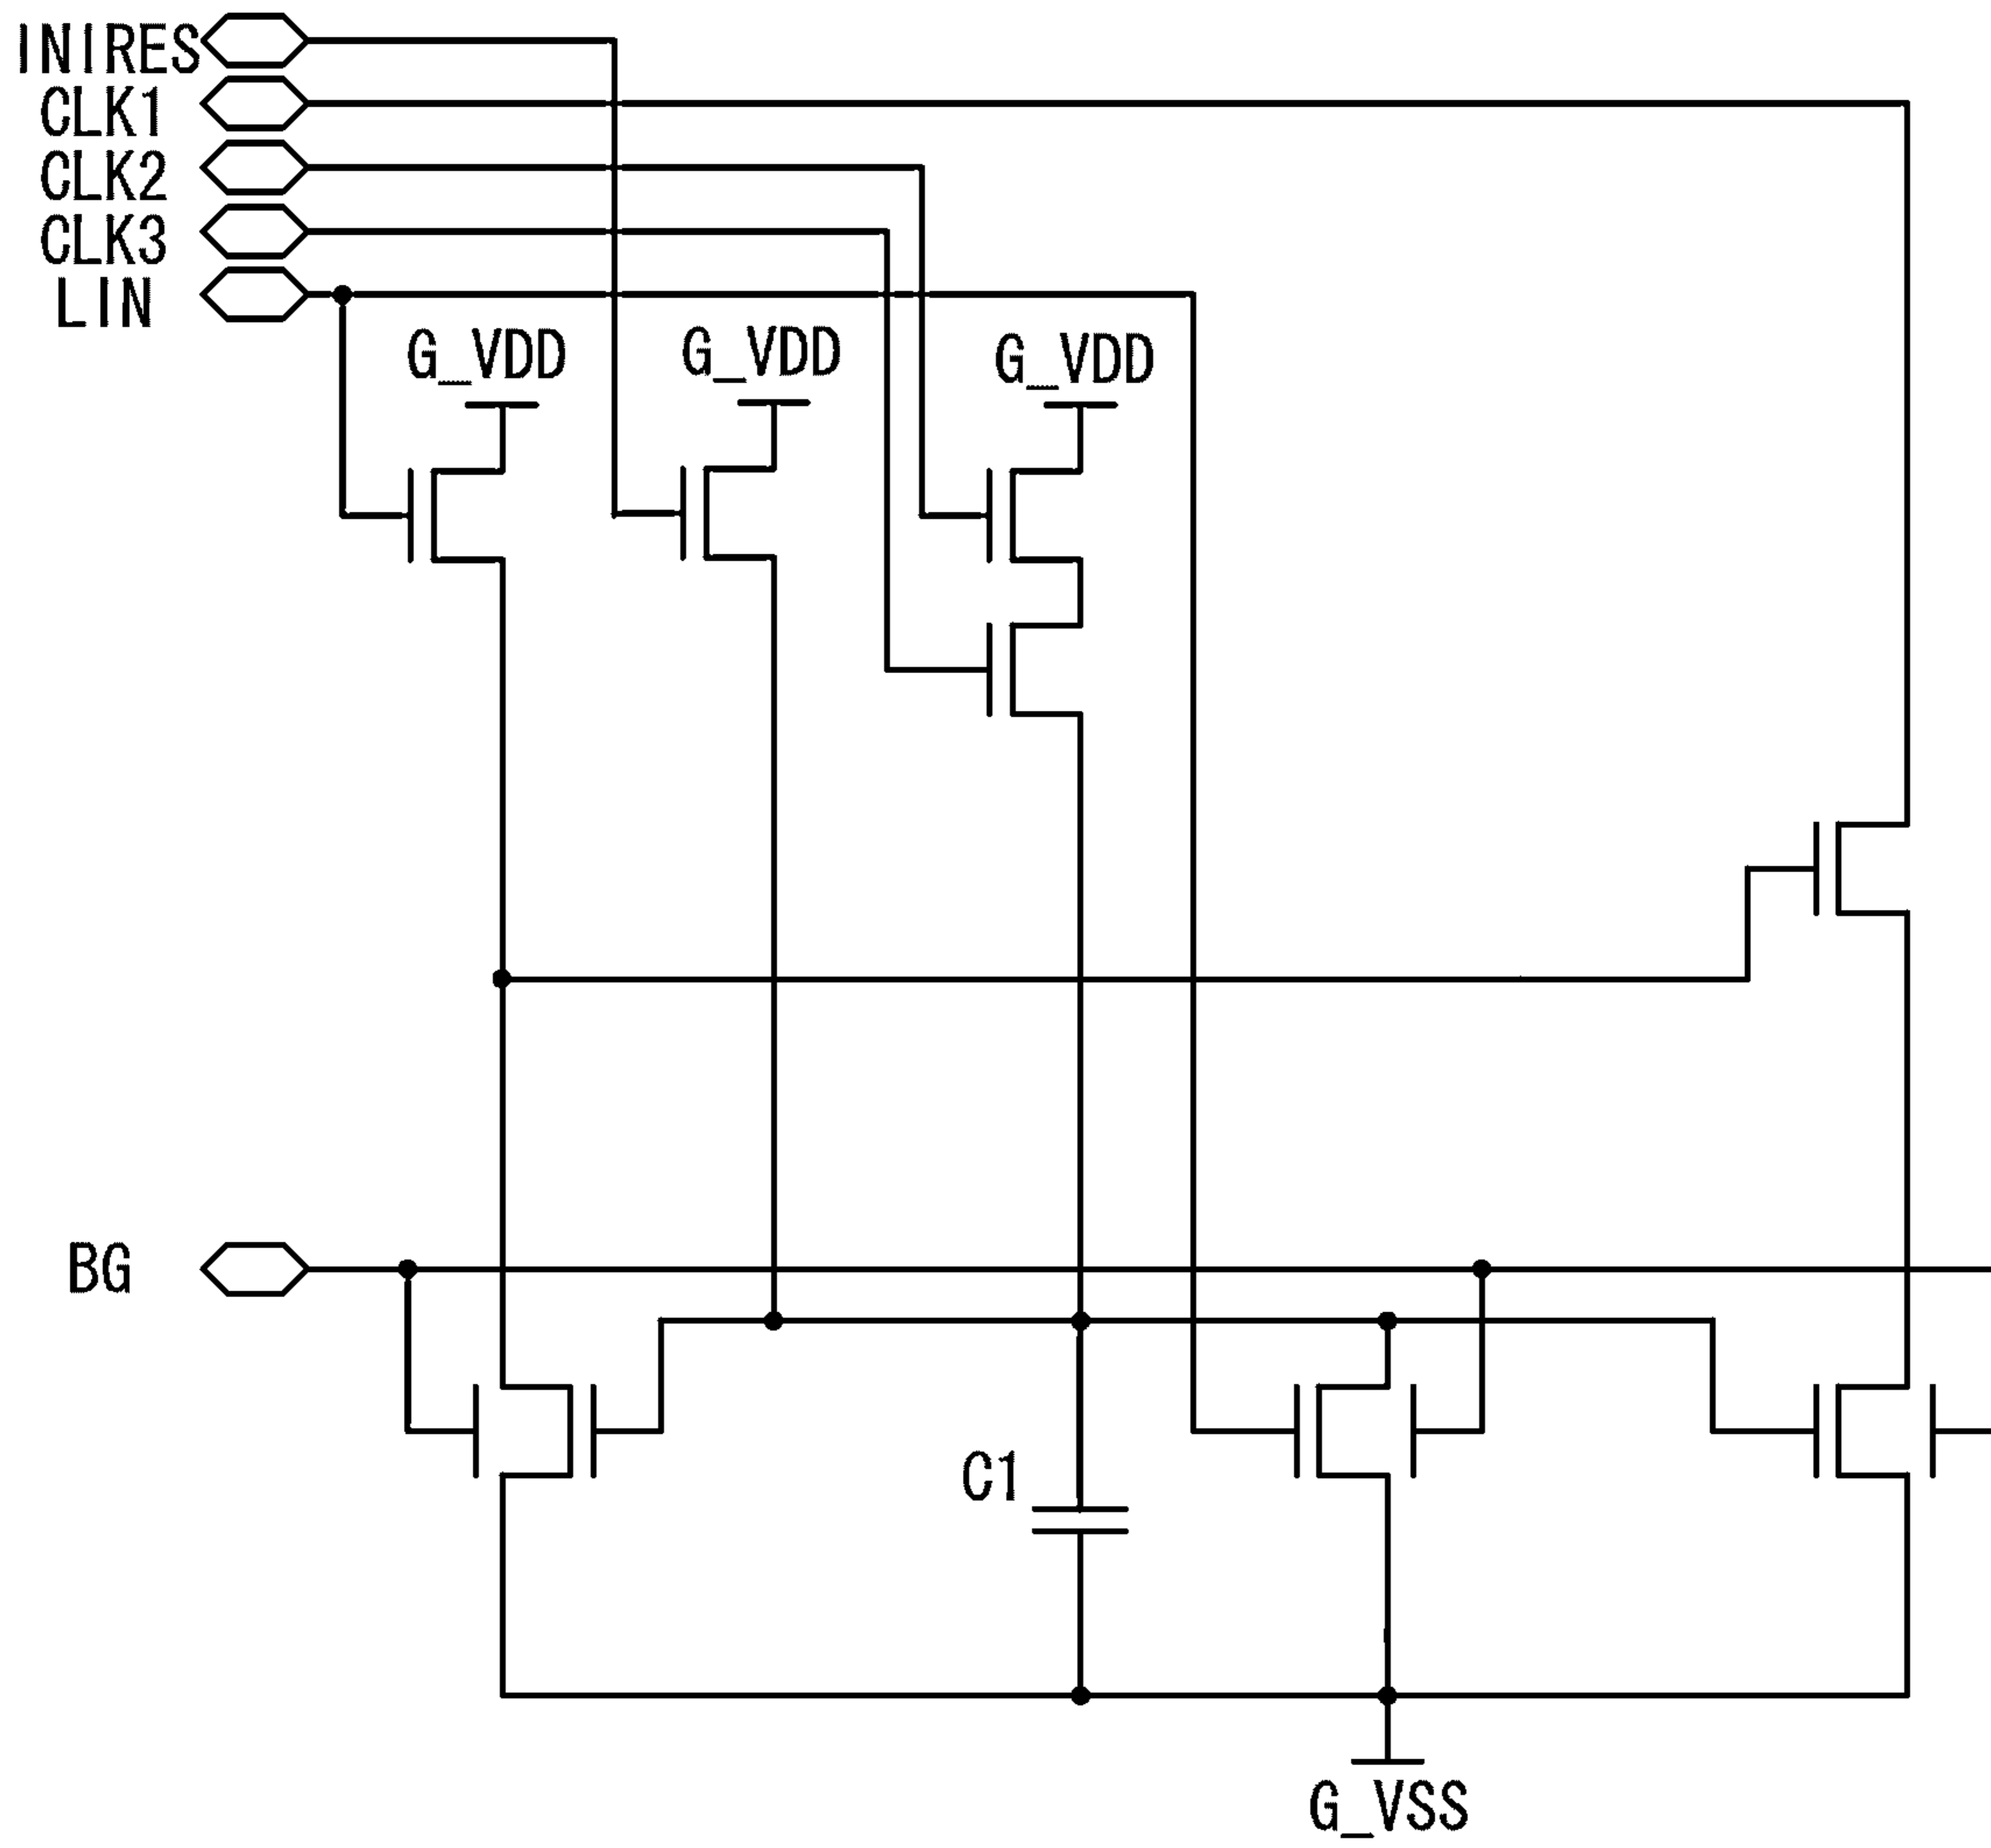 INIRES
CLK1
CLK2
CLK3
LIN
G_VDD
G_VDD
G_VDD
BG
C1
G_VSS